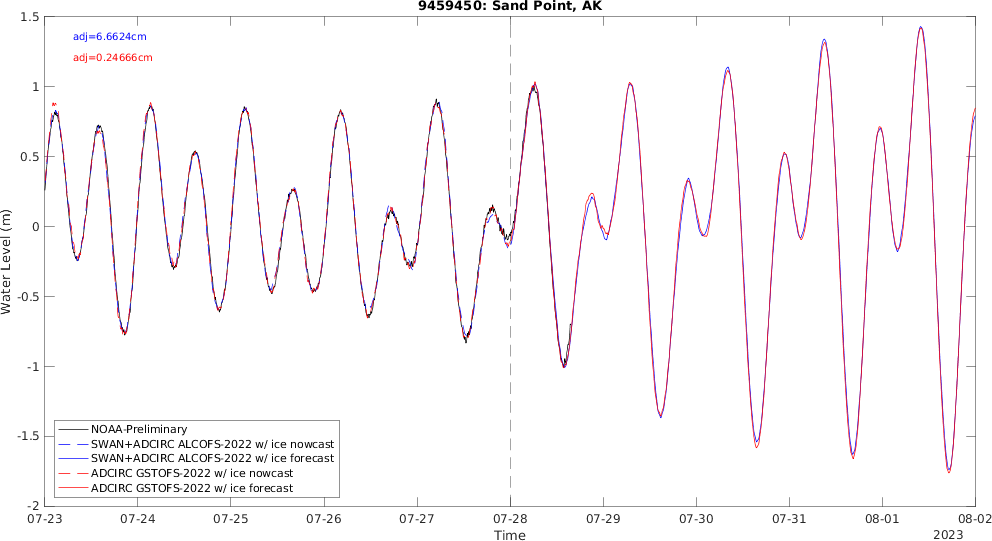 9459450: Sand Point, AK
adj=6.6624cm
adj=0.24666cm
1.5
1
0.5
0
-0.5
-1
-1.5
-2
Water Level (m)
NOAA-Preliminary
SWAN+ADCIRC ALCOFS-2022 w/ ice nowcast
SWAN+ADCIRC ALCOFS-2022 w/ ice forecast
ADCIRC GSTOFS-2022 w/ ice nowcast
ADCIRC GSTOFS-2022 w/ ice forecast
07-23 07-24 07-25 07-26 07-27 07-28 07-29 07-30 07-31 08-01 08-02
Time
2023